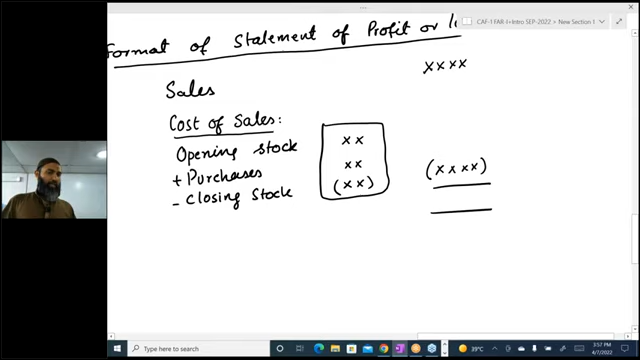 CAF-1 FAR-I+Intro SEP-2022 > New Section 1
Format of Statement of Profit or
Sales xxxx
Cost of Sales:
Opening stock xx
+ Purchases xx (xxxx)
- Closing Stock (xx)
Type here to search
39°C
3:57 PM
4/7/2022